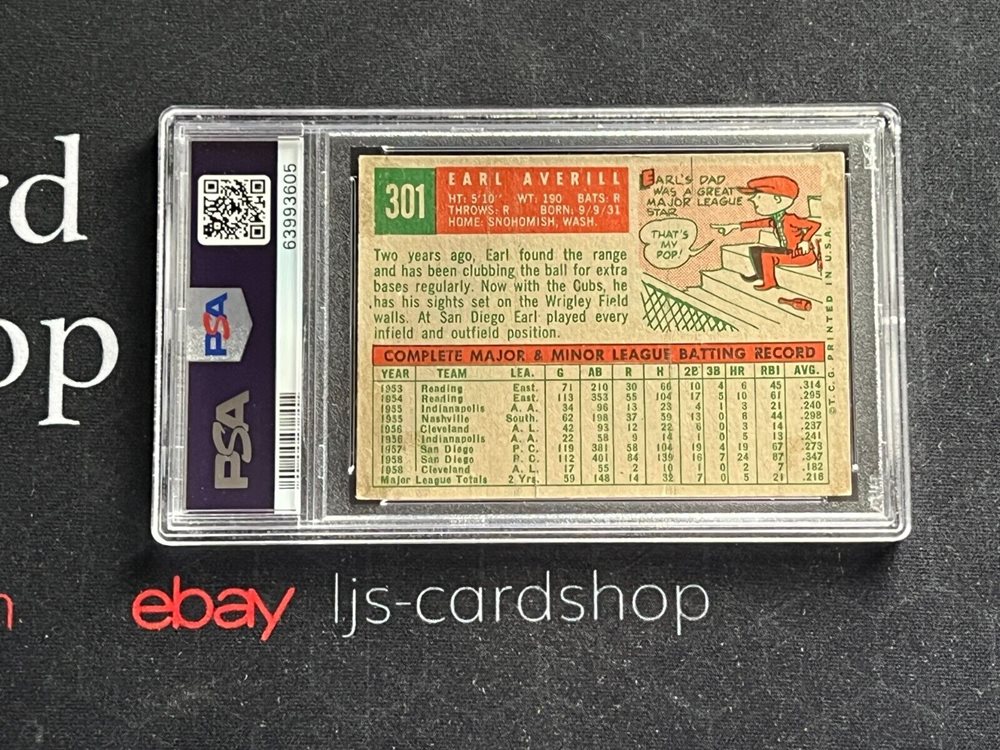 rd
op
n
ebay ljs-cardshop
63993605
PSA
PSA
301
EARL AVERILL
HT: 5'10" WT: 190 BATS: R
THROWS: R BORN: 9/9/31
HOME: SNOHOMISH, WASH.
EARL'S DAD
WAS A GREAT
MAJOR LEAGUE
STAR
THAT'S
MY
POP!
Two years ago, Earl found the range
and has been clubbing the ball for extra
bases regularly. Now with the Cubs, he
has his sights set on the Wrigley Field
walls. At San Diego Earl played every
infield and outfield position.
COMPLETE MAJOR & MINOR LEAGUE BATTING RECORD
YEAR TEAM LEA. G AB R H 2B 3B HR RBI AVG.
1953 Reading East. 71 210 30 66 10 4 6 45 .314
1954 Reading East. 113 353 55 104 17 5 10 61 .295
1955 Indianapolis A. A. 34 96 13 23 4 1 3 21 .240
1955 Nashville South. 62 198 37 59 13 0 8 44 .298
1956 Cleveland A. L. 42 93 12 22 6 0 3 14 .237
1956 Indianapolis A. A. 22 58 9 14 1 0 5 13 .241
1957 San Diego P. C. 119 381 58 104 19 4 19 67 .273
1958 San Diego P. C. 112 401 84 139 16 7 24 87 .347
1958 Cleveland A. L. 17 55 2 10 1 0 2 7 .182
Major League Totals 2 Yrs. 59 148 14 32 7 0 5 21 .216
©T. C. G. PRINTED IN U.S.A.